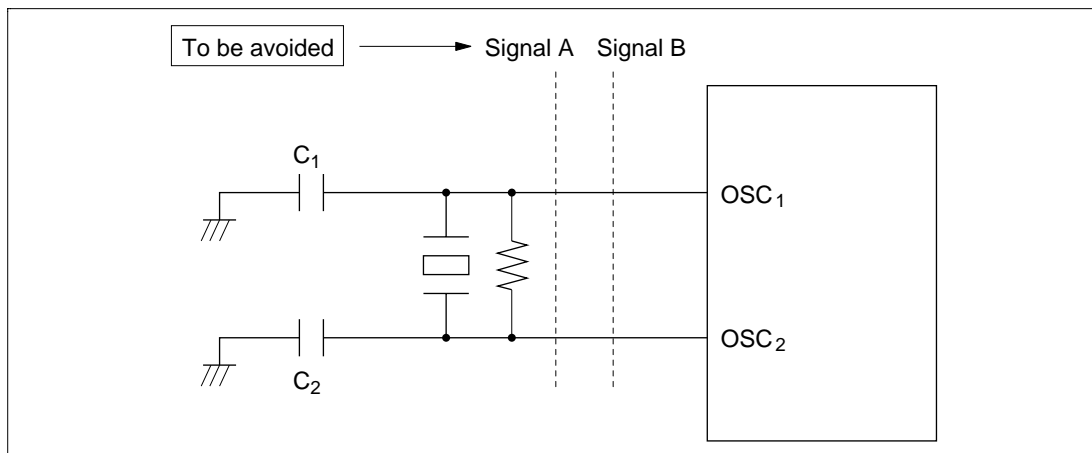 To be avoided
Signal A
Signal B
C1
OSC1
OSC2
C2